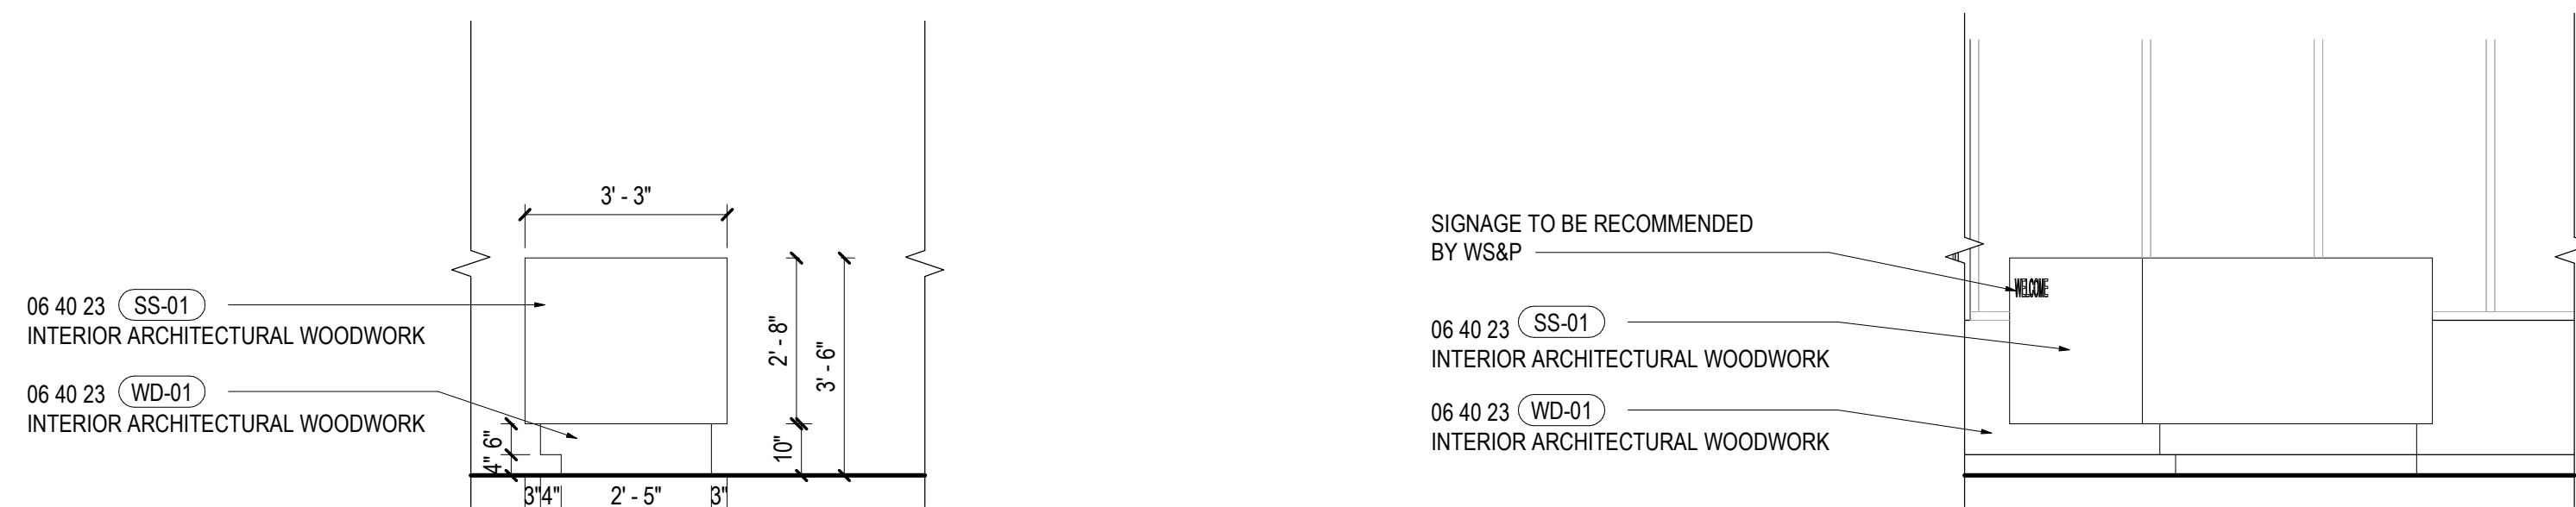 3' - 3"
06 40 23 SS-01
INTERIOR ARCHITECTURAL WOODWORK
06 40 23 WD-01
INTERIOR ARCHITECTURAL WOODWORK
2' - 8"
3' - 6"
6"
4"
10"
3" 4" 2' - 5" 3"
SIGNAGE TO BE RECOMMENDED
BY WS&P
WELCOME
06 40 23 SS-01
INTERIOR ARCHITECTURAL WOODWORK
06 40 23 WD-01
INTERIOR ARCHITECTURAL WOODWORK